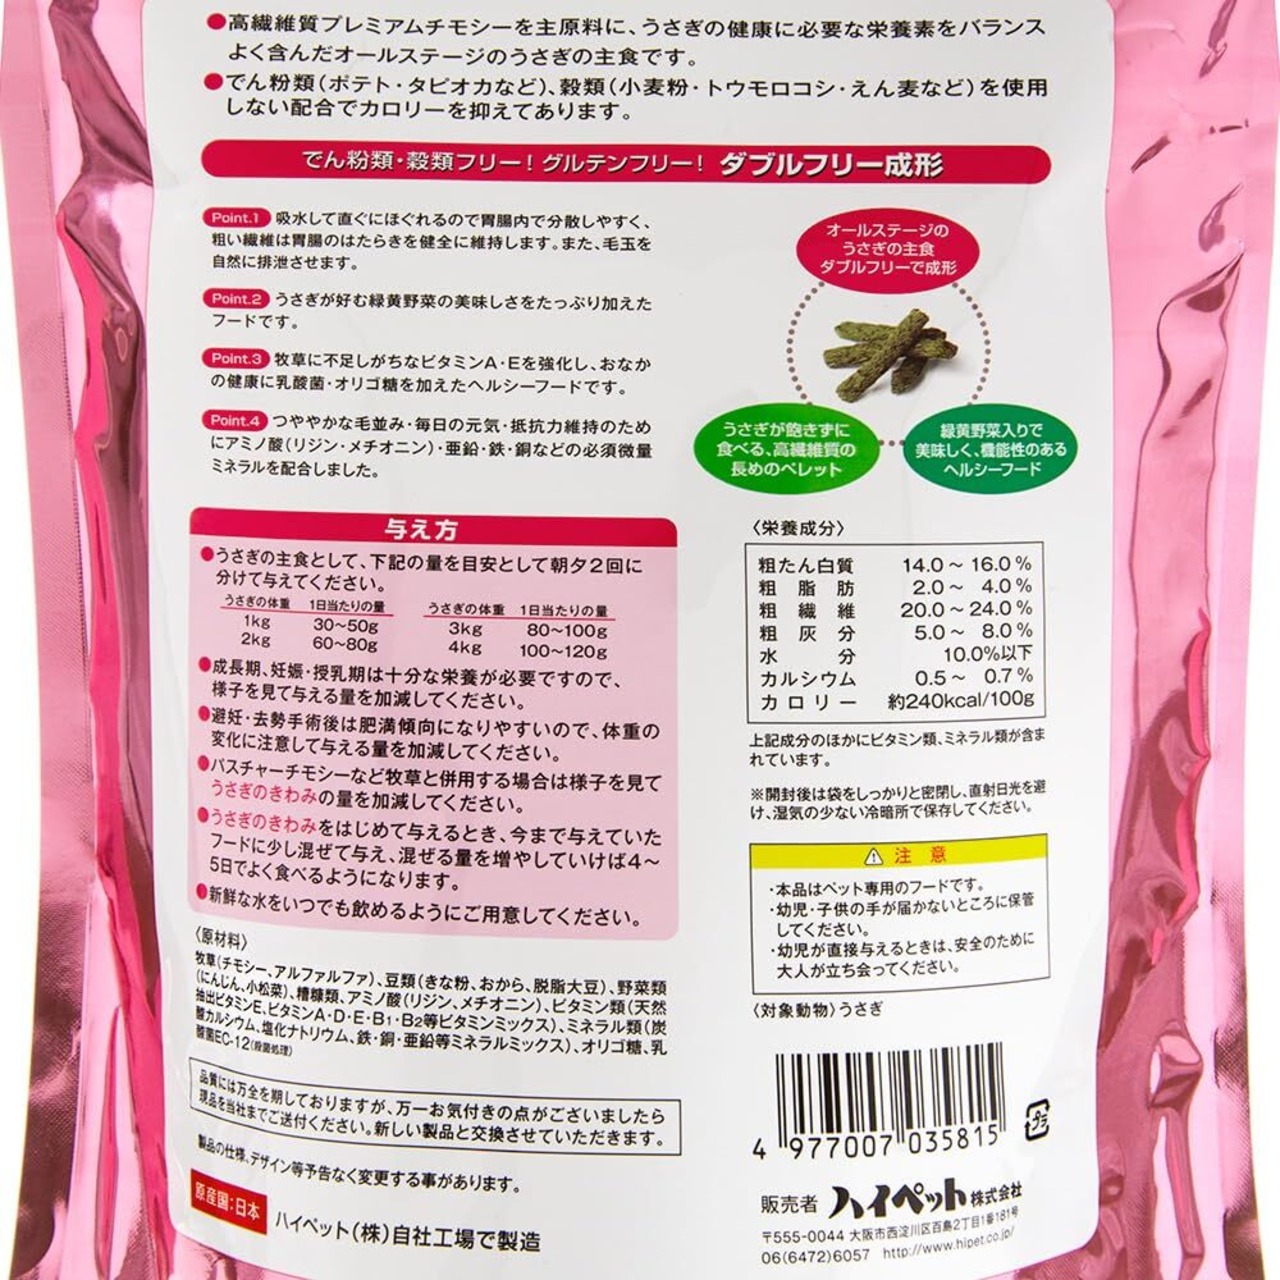 ●高繊維質プレミアムチモシーを主原料に、うさぎの健康に必要な栄養素をバランス
よく含んだオールステージのうさぎの主食です。
●でん粉類(ポテト・タピオカなど)、穀類(小麦粉・トウモロコシ・えん麦など)を使用
しない配合でカロリーを抑えてあります。
でん粉類・穀類フリー!グルテンフリー! ダブルフリー成形
Point.1 吸水して直ぐにほぐれるので胃腸内で分散しやすく、
粗い繊維は胃腸のはたらきを健全に維持します。また、毛玉を
自然に排泄させます。
Point.2 うさぎが好む緑黄野菜の美味しさをたっぷり加えた
フードです。
Point.3 牧草に不足しがちなビタミンA・Eを強化し、おなか
の健康に乳酸菌・オリゴ糖を加えたヘルシーフードです。
Point.4 つややかな毛並み・毎日の元気・抵抗力維持のため
にアミノ酸(リジン・メチオニン)・亜鉛・鉄・銅などの必須微量
ミネラルを配合しました。
オールステージの
うさぎの主食
ダブルフリーで成形
うさぎが飽きずに
食べる、高繊維質の
長めのペレット
緑黄野菜入りで
美味しく、機能性のある
ヘルシーフード
与え方
●うさぎの主食として、下記の量を目安として朝夕2回に
分けて与えてください。
うさぎの体重 1日当たりの量 うさぎの体重 1日当たりの量
1kg 30〜50g 3kg 80〜100g
2kg 60〜80g 4kg 100〜120g
●成長期、妊娠・授乳期は十分な栄養が必要ですので、
様子を見て与える量を加減してください。
●避妊・去勢手術後は肥満傾向になりやすいので、体重の
変化に注意して与える量を加減してください。
●パスチャーチモシーなど牧草と併用する場合は様子を見て
うさぎのきわみの量を加減してください。
●うさぎのきわみをはじめて与えるとき、今まで与えていた
フードに少し混ぜて与え、混ぜる量を増やしていけば4〜
5日でよく食べるようになります。
●新鮮な水をいつでも飲めるようにご用意してください。
〈原材料〉
牧草(チモシー、アルファルファ)、豆類(きな粉、おから、脱脂大豆)、野菜類
(にんじん、小松菜)、糟糠類、アミノ酸(リジン、メチオニン)、ビタミン類(天然
抽出ビタミンE、ビタミンA・D・E・B1・B2等ビタミンミックス)、ミネラル類(炭
酸カルシウム、塩化ナトリウム、鉄・銅・亜鉛等ミネラルミックス)、オリゴ糖、乳
酸菌EC-12(殺菌処理)
品質には万全を期しておりますが、万一お気付きの点がございましたら
現品を当社までご送付ください。新しい製品と交換させていただきます。
製品の仕様、デザイン等予告なく変更する事があります。
原産国:日本 ハイペット(株)自社工場で製造
〈栄養成分〉
粗たん白質 14.0〜16.0%
粗脂肪 2.0〜4.0%
粗繊維 20.0〜24.0%
粗灰分 5.0〜8.0%
水分 10.0%以下
カルシウム 0.5〜0.7%
カロリー 約240kcal/100g
上記成分のほかにビタミン類、ミネラル類が含ま
れています。
※開封後は袋をしっかりと密閉し、直射日光を避
け、湿気の少ない冷暗所で保存してください。
⚠注意
・本品はペット専用のフードです。
・幼児・子供の手が届かないところに保管
してください。
・幼児が直接与えるときは、安全のために
大人が立ち会ってください。
〈対象動物〉うさぎ
4 977007 035815
プラ
販売者 ハイペット株式会社
〒555-0044 大阪市西淀川区百島2丁目1番181号
06(6472)6057 http://www.hipet.co.jp/